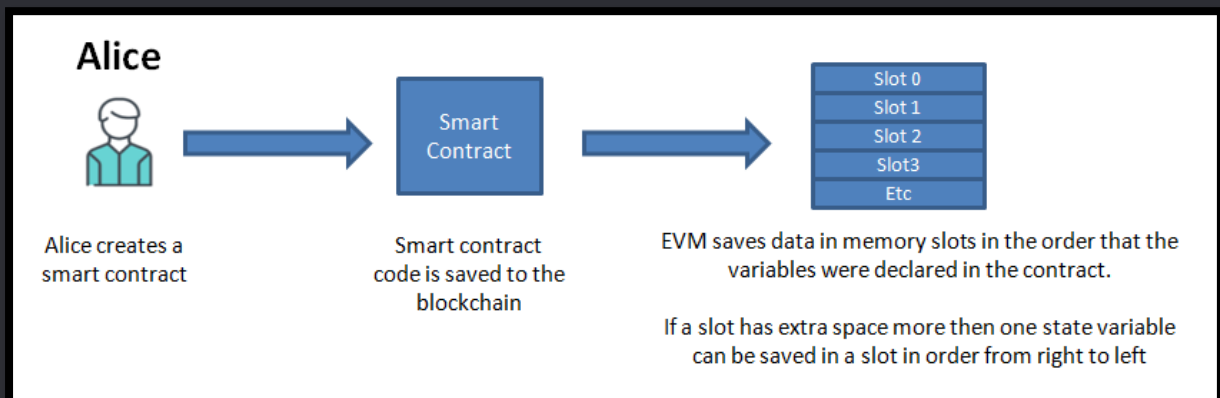 Alice
Smart
Contract
Slot 0
Slot 1
Slot 2
Slot3
Etc
Alice creates a
smart contract
Smart contract
code is saved to the
blockchain
EVM saves data in memory slots in the order that the
variables were declared in the contract.
If a slot has extra space more then one state variable
can be saved in a slot in order from right to left